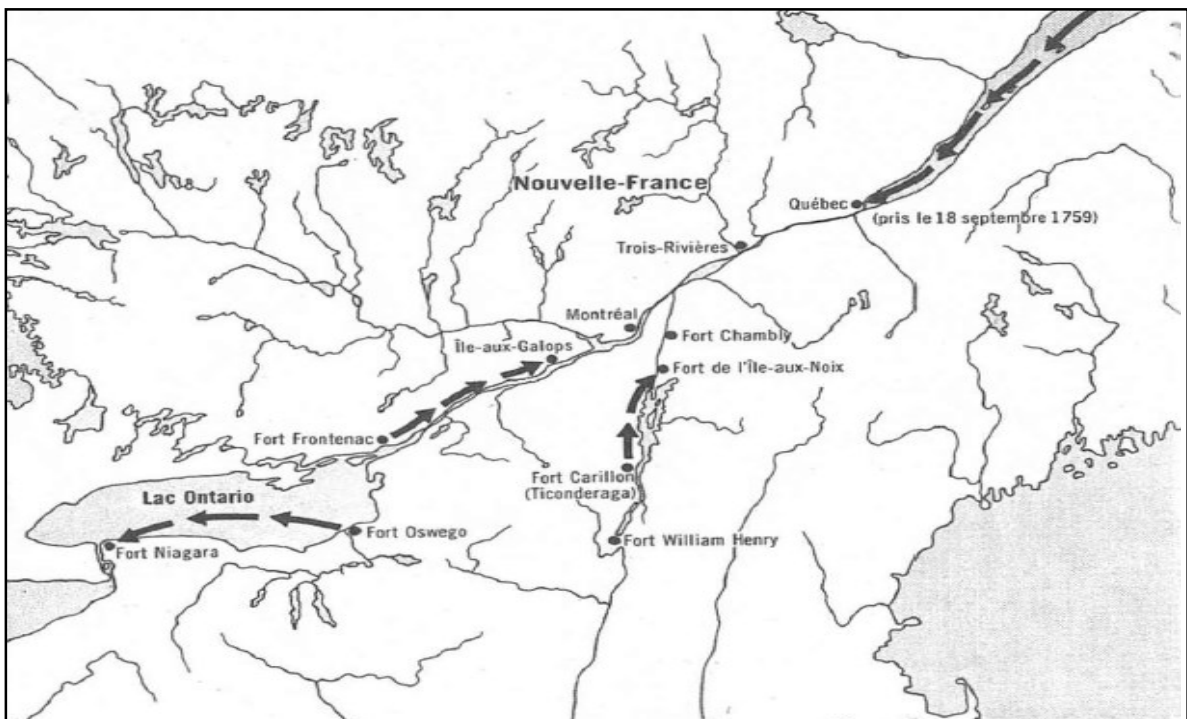 Nouvelle-France
Québec
(pris le 18 septembre 1759)
Trois-Rivières
Montréal
Fort Chambly
Île-aux-Galops
Fort de l'Île-aux-Noix
Fort Frontenac
Fort Carillon
(Ticonderaga)
Lac Ontario
Fort Oswego
Fort William Henry
Fort Niagara